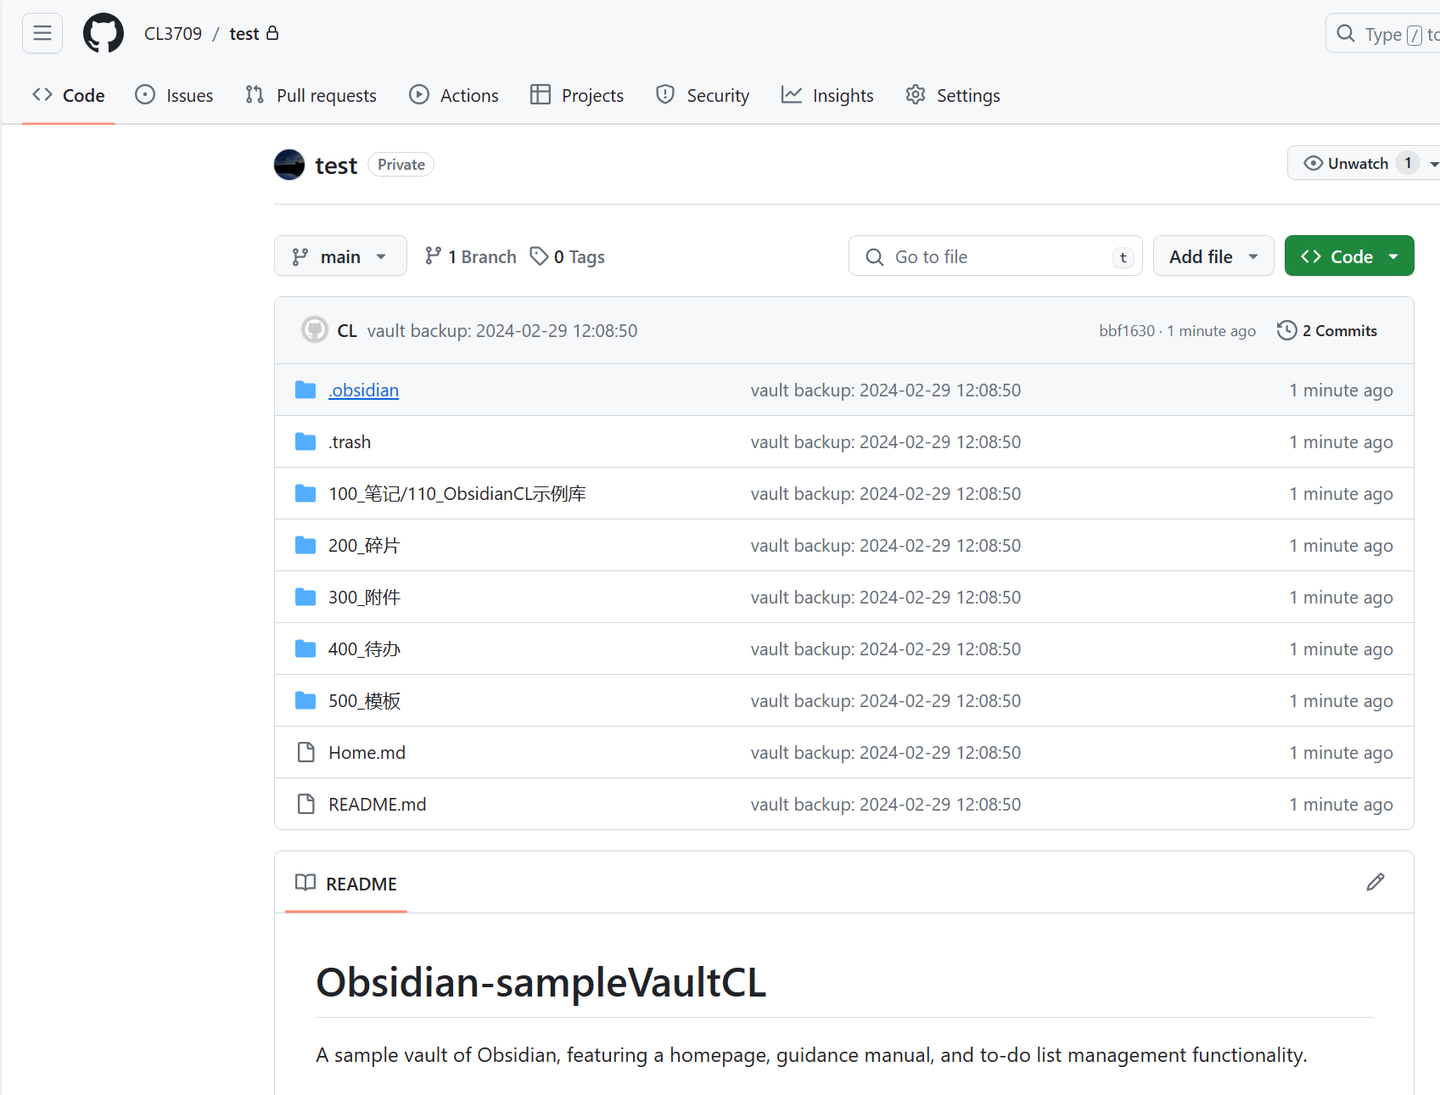 CL3709 / test
Type / to
Code Issues Pull requests Actions Projects Security Insights Settings
test Private
Unwatch 1
main 1 Branch 0 Tags Go to file t Add file Code
CL vault backup: 2024-02-29 12:08:50 bbf1630 · 1 minute ago 2 Commits
.obsidian vault backup: 2024-02-29 12:08:50 1 minute ago
.trash vault backup: 2024-02-29 12:08:50 1 minute ago
100_笔记/110_ObsidianCL示例库 vault backup: 2024-02-29 12:08:50 1 minute ago
200_碎片 vault backup: 2024-02-29 12:08:50 1 minute ago
300_附件 vault backup: 2024-02-29 12:08:50 1 minute ago
400_待办 vault backup: 2024-02-29 12:08:50 1 minute ago
500_模板 vault backup: 2024-02-29 12:08:50 1 minute ago
Home.md vault backup: 2024-02-29 12:08:50 1 minute ago
README.md vault backup: 2024-02-29 12:08:50 1 minute ago
README
Obsidian-sampleVaultCL
A sample vault of Obsidian, featuring a homepage, guidance manual, and to-do list management functionality.